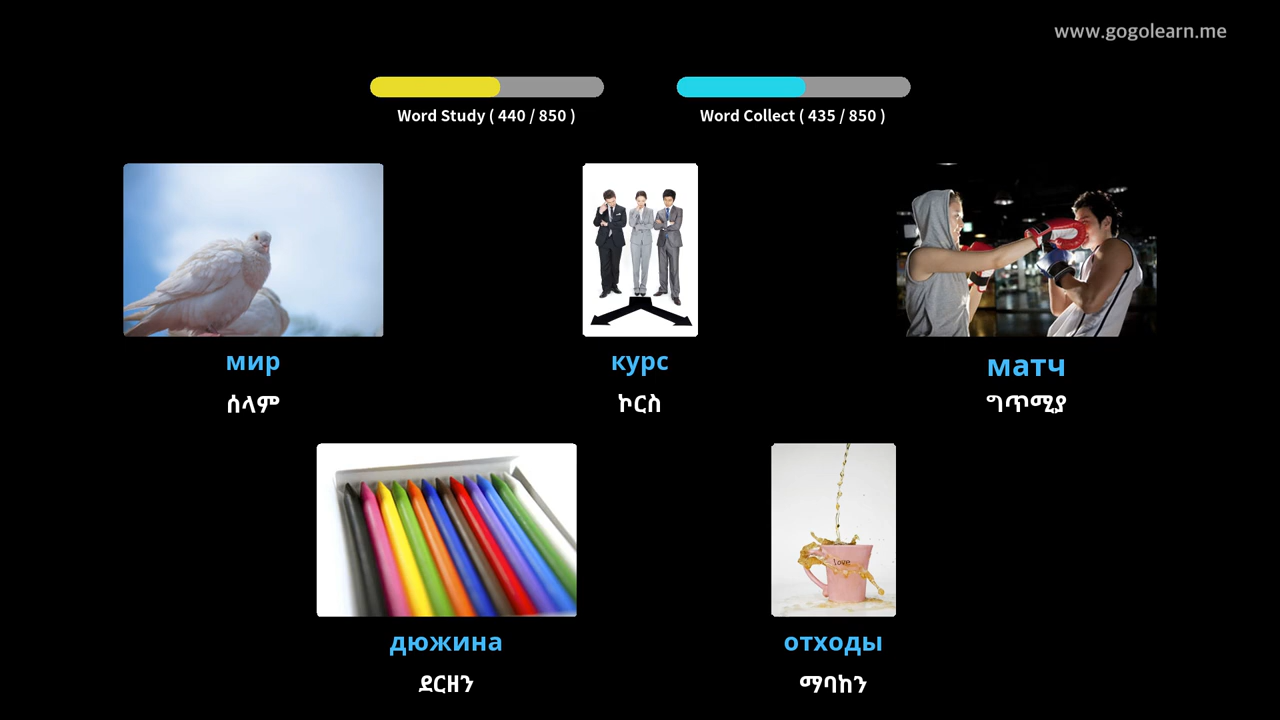 www.gogolearn.me
Word Study ( 440 / 850 )
Word Collect ( 435 / 850 )
мир
ሰላም
курс
ኮርስ
матч
ግጥሚያ
love
дюжина
ደርዘን
отходы
ማባከን